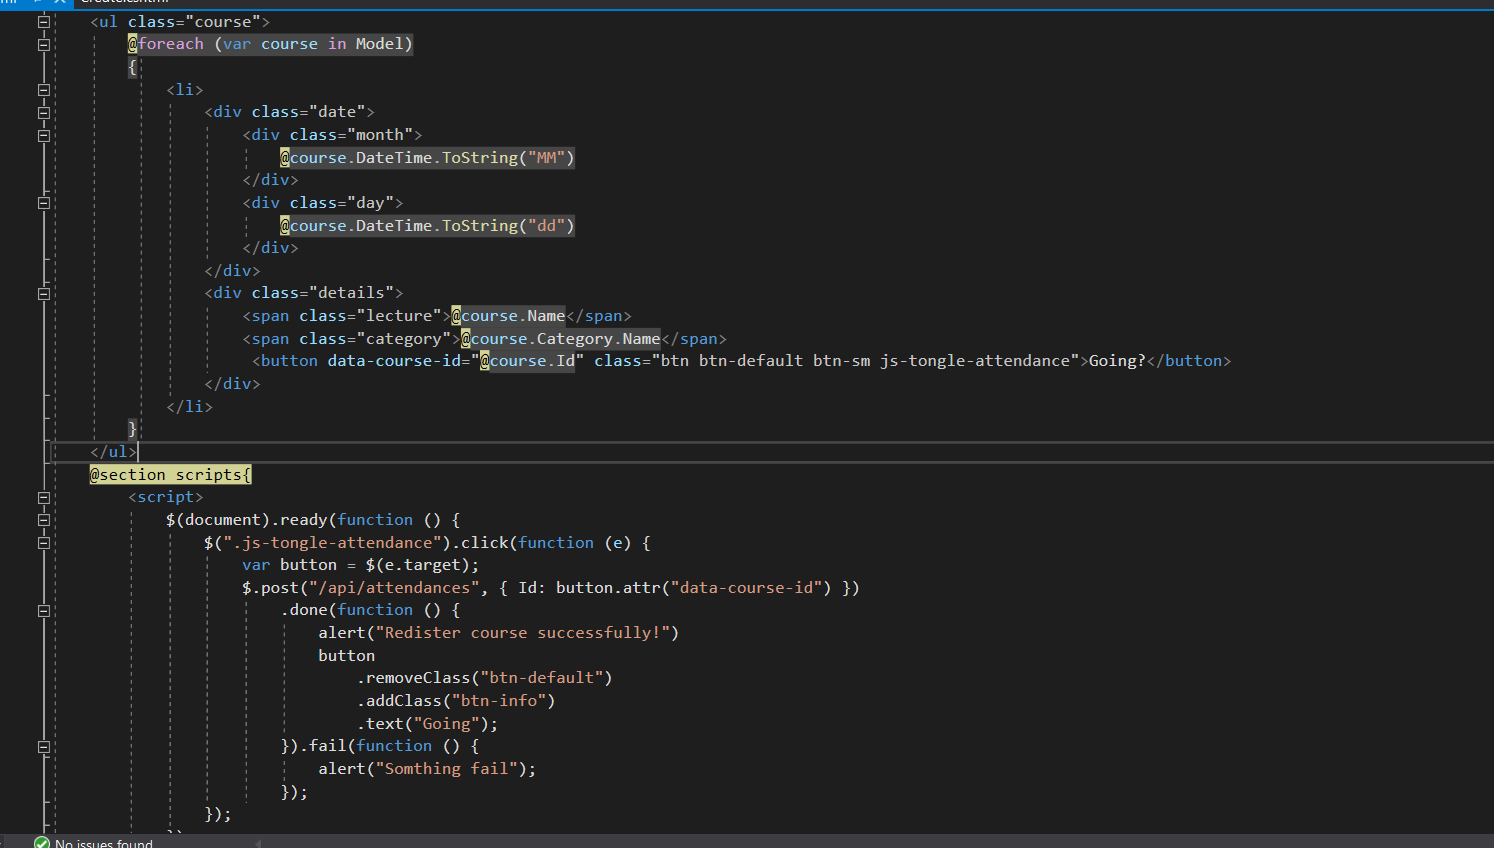 <ul class="course">
@foreach (var course in Model)
{
<li>
<div class="date">
<div class="month">
@course.DateTime.ToString("MM")
</div>
<div class="day">
@course.DateTime.ToString("dd")
</div>
</div>
<div class="details">
<span class="lecture">@course.Name</span>
<span class="category">@course.Category.Name</span>
<button data-course-id="@course.Id" class="btn btn-default btn-sm js-tongle-attendance">Going?</button>
</div>
</li>
}
</ul>
@section scripts{
<script>
$(document).ready(function () {
$(".js-tongle-attendance").click(function (e) {
var button = $(e.target);
$.post("/api/attendances", { Id: button.attr("data-course-id") })
.done(function () {
alert("Redister course successfully!")
button
.removeClass("btn-default")
.addClass("btn-info")
.text("Going");
}).fail(function () {
alert("Somthing fail");
});
});
No issues found